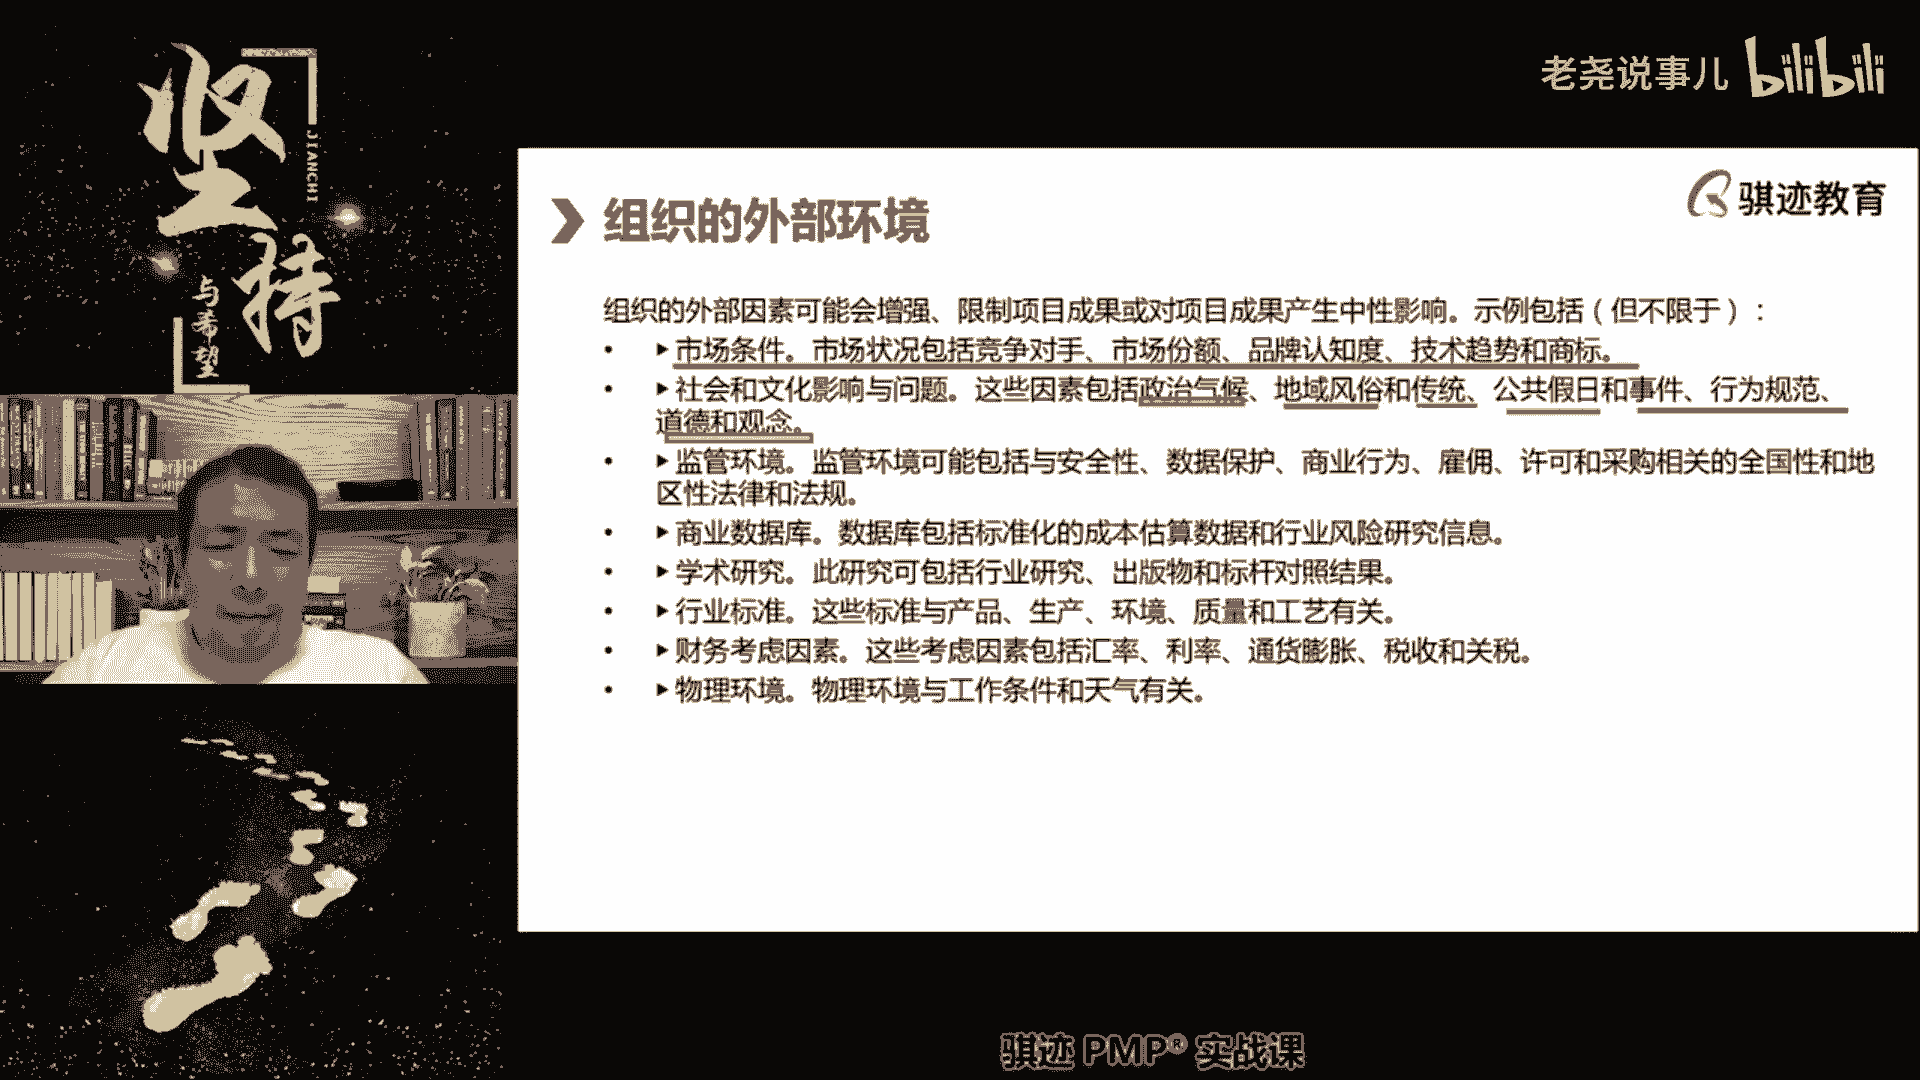 坚持
JIANCHI
与希望
老尧说事儿 bilibili
骐迹教育
组织的外部环境
组织的外部因素可能会增强、限制项目成果或对项目成果产生中性影响。示例包括（但不限于）：
• ▸市场条件。市场状况包括竞争对手、市场份额、品牌认知度、技术趋势和商标。
• ▸社会和文化影响与问题。这些因素包括政治气候、地域风俗和传统、公共假日和事件、行为规范、
道德和观念。
• ▸监管环境。监管环境可能包括与安全性、数据保护、商业行为、雇佣、许可和采购相关的全国性和地
区性法律和法规。
• ▸商业数据库。数据库包括标准化的成本估算数据和行业风险研究信息。
• ▸学术研究。此研究可包括行业研究、出版物和标杆对照结果。
• ▸行业标准。这些标准与产品、生产、环境、质量和工艺有关。
• ▸财务考虑因素。这些考虑因素包括汇率、利率、通货膨胀、税收和关税。
• ▸物理环境。物理环境与工作条件和天气有关。
骐迹 PMP® 实战课